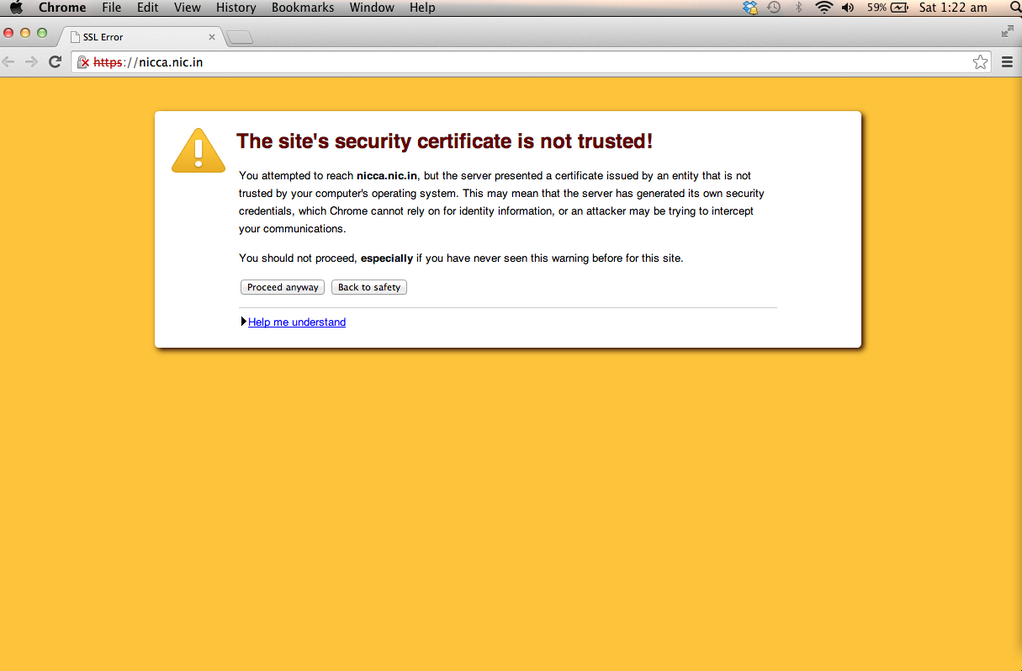 Chrome File Edit View History Bookmarks Window Help 59% Sat 1:22 am
SSL Error
https://nicca.nic.in
The site's security certificate is not trusted!
You attempted to reach nicca.nic.in, but the server presented a certificate issued by an entity that is not
trusted by your computer's operating system. This may mean that the server has generated its own security
credentials, which Chrome cannot rely on for identity information, or an attacker may be trying to intercept
your communications.
You should not proceed, especially if you have never seen this warning before for this site.
Proceed anyway Back to safety
Help me understand